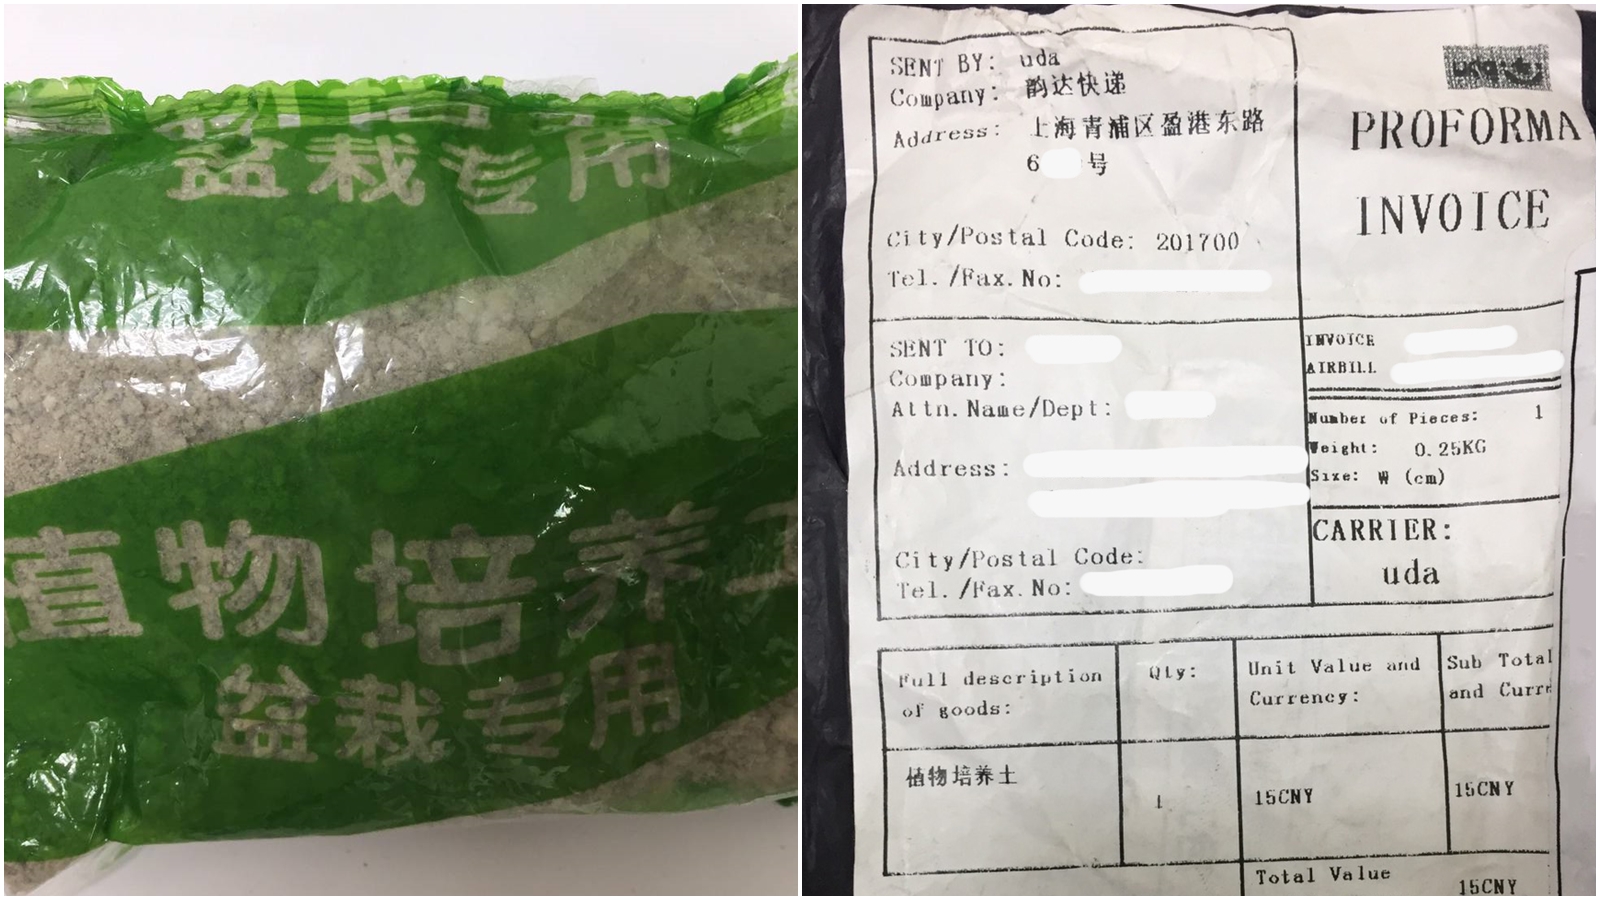 盆栽专用
植物培养土
盆栽专用
SENT BY: uda
Company: 韵达快递
Address: 上海青浦区盈港东路
6 号
City/Postal Code: 201700
Tel./Fax.No:
SENT TO:
Company:
Attn.Name/Dept:
Address:
City/Postal Code:
Tel./Fax.No:
PROFORMA
INVOICE
INVOICE
AIRBILL
Number of Pieces: 1
Weight: 0.25KG
Size: W (cm)
CARRIER:
uda
Full description of goods:
Qty:
Unit Value and Currency:
Sub Total and Curre
植物培养土
1
15CNY
15CNY
Total Value
15CNY